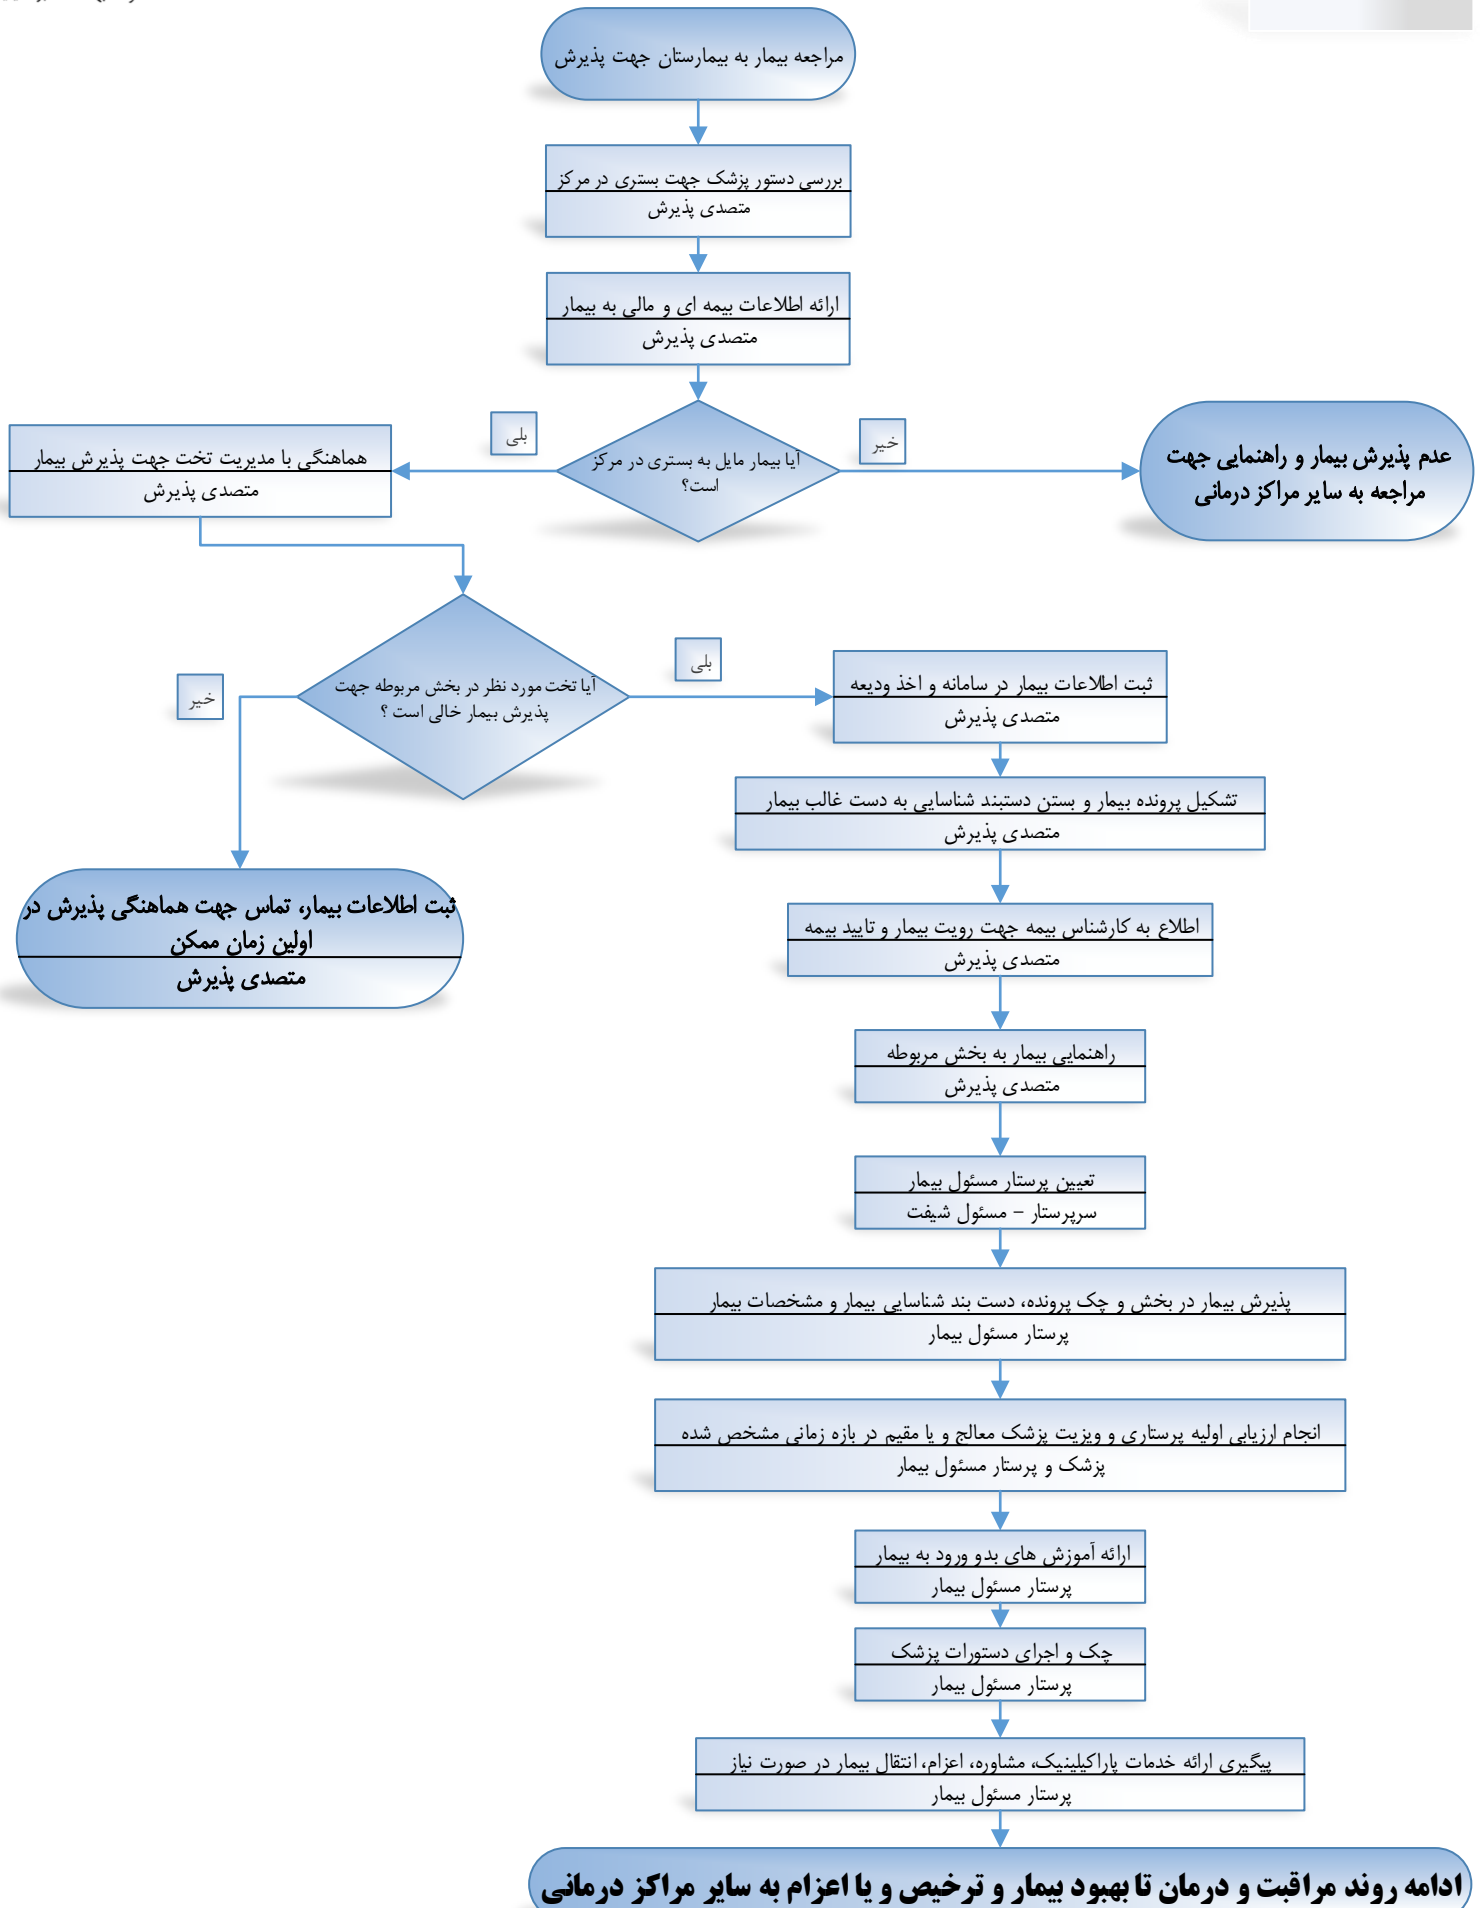 مراجعه بیمار به بیمارستان جهت پذیرش
بررسی دستور پزشک جهت بستری در مرکز
متصدی پذیرش
ارائه اطلاعات بیمه ای و مالی به بیمار
متصدی پذیرش
آیا بیمار مایل به بستری در مرکز
است؟
خیر
عدم پذیرش بیمار و راهنمایی جهت
مراجعه به سایر مراکز درمانی
بلی
هماهنگی با مدیریت تخت جهت پذیرش بیمار
متصدی پذیرش
آیا تخت مورد نظر در بخش مربوطه جهت
پذیرش بیمار خالی است ؟
خیر
ثبت اطلاعات بیمار، تماس جهت هماهنگی پذیرش در
اولین زمان ممکن
متصدی پذیرش
بلی
ثبت اطلاعات بیمار در سامانه و اخذ ودیعه
متصدی پذیرش
تشکیل پرونده بیمار و بستن دستبند شناسایی به دست غالب بیمار
متصدی پذیرش
اطلاع به کارشناس بیمه جهت رویت بیمار و تایید بیمه
متصدی پذیرش
راهنمایی بیمار به بخش مربوطه
متصدی پذیرش
تعیین پرستار مسئول بیمار
سرپرستار – مسئول شیفت
پذیرش بیمار در بخش و چک پرونده، دست بند شناسایی بیمار و مشخصات بیمار
پرستار مسئول بیمار
انجام ارزیابی اولیه پرستاری و ویزیت پزشک معالج و یا مقیم در بازه زمانی مشخص شده
پزشک و پرستار مسئول بیمار
ارائه آموزش های بدو ورود به بیمار
پرستار مسئول بیمار
چک و اجرای دستورات پزشک
پرستار مسئول بیمار
پیگیری ارائه خدمات پاراکیلینیک، مشاوره، اعزام، انتقال بیمار در صورت نیاز
پرستار مسئول بیمار
ادامه روند مراقبت و درمان تا بهبود بیمار و ترخیص و یا اعزام به سایر مراکز درمانی